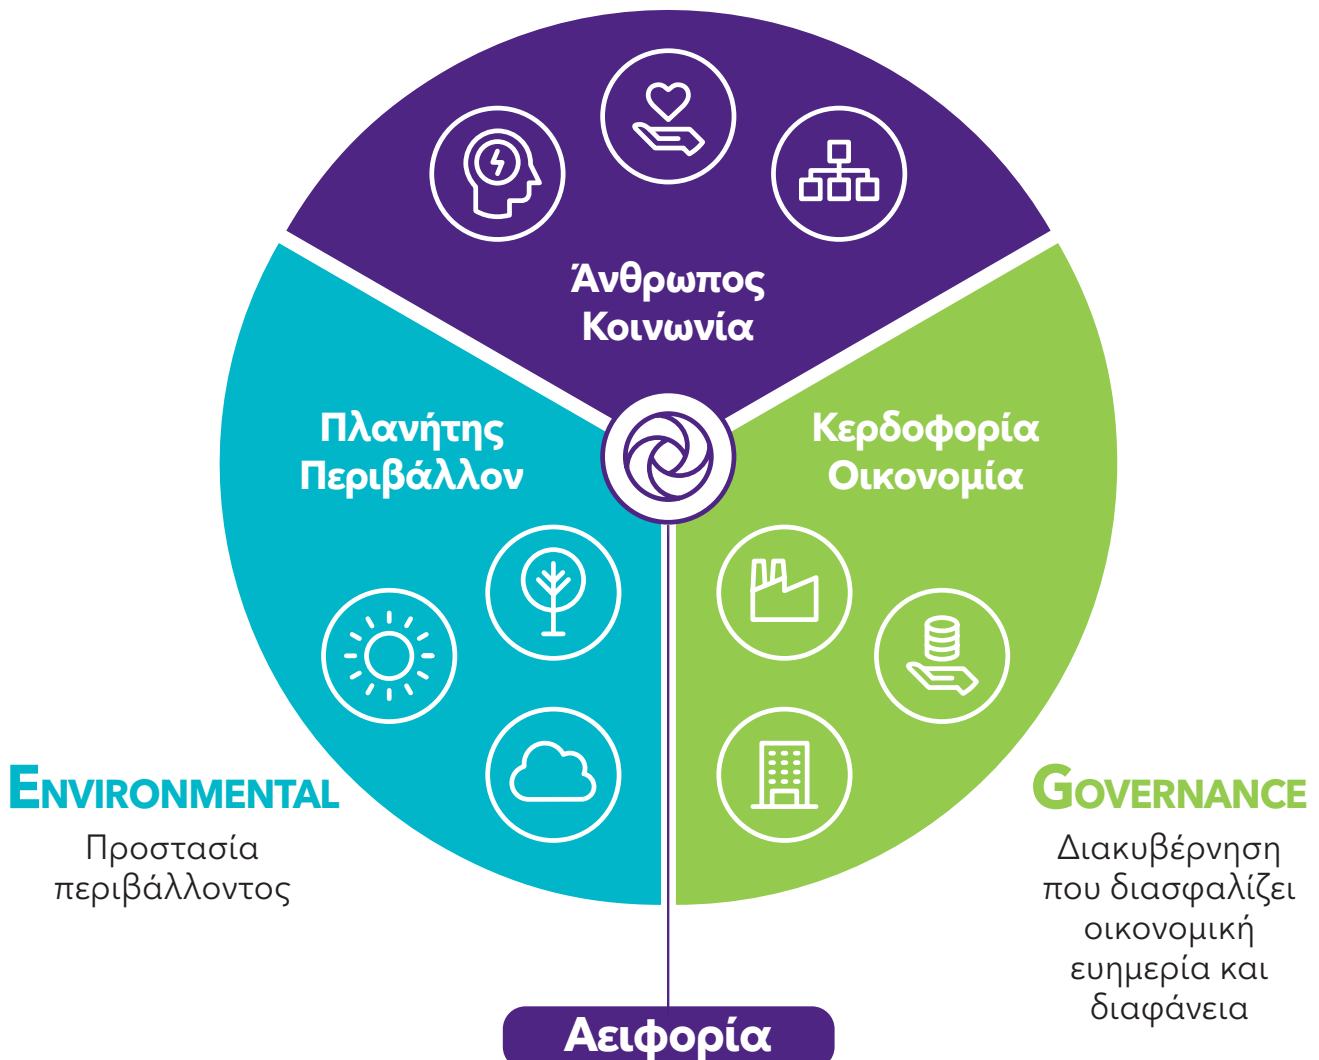 Άνθρωπος
Κοινωνία
Πλανήτης
Περιβάλλον
Κερδοφορία
Οικονομία
ENVIRONMENTAL
Προστασία
περιβάλλοντος
GOVERNANCE
Διακυβέρνηση
που διασφαλίζει
οικονομική
ευημερία και
διαφάνεια
Αειφορία